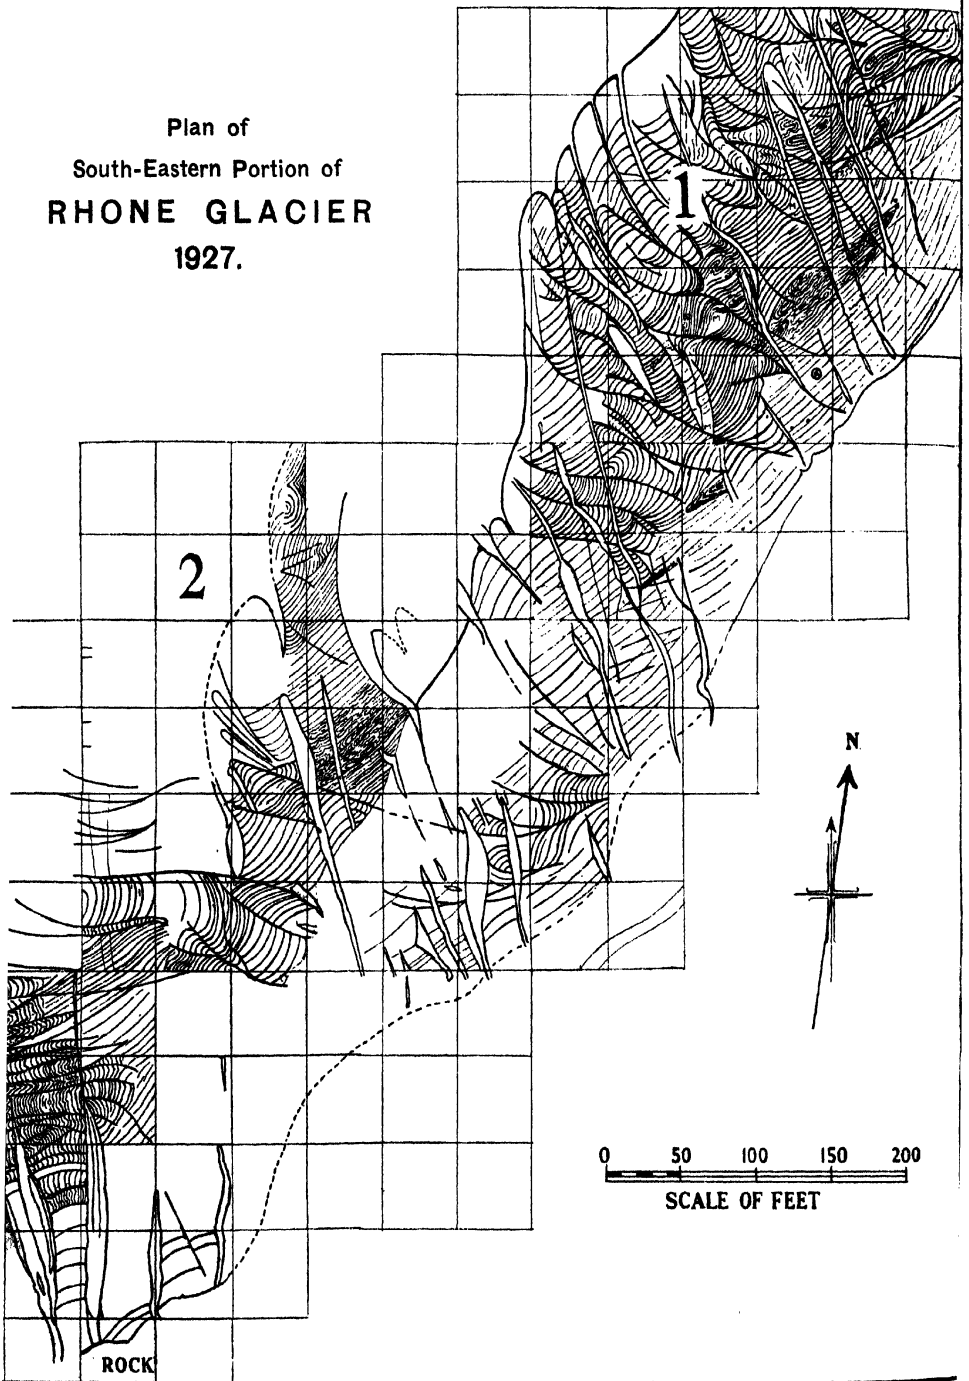 Plan of
South-Eastern Portion of
RHONE GLACIER
1927.
1
2
N
0 50 100 150 200
SCALE OF FEET
ROCK